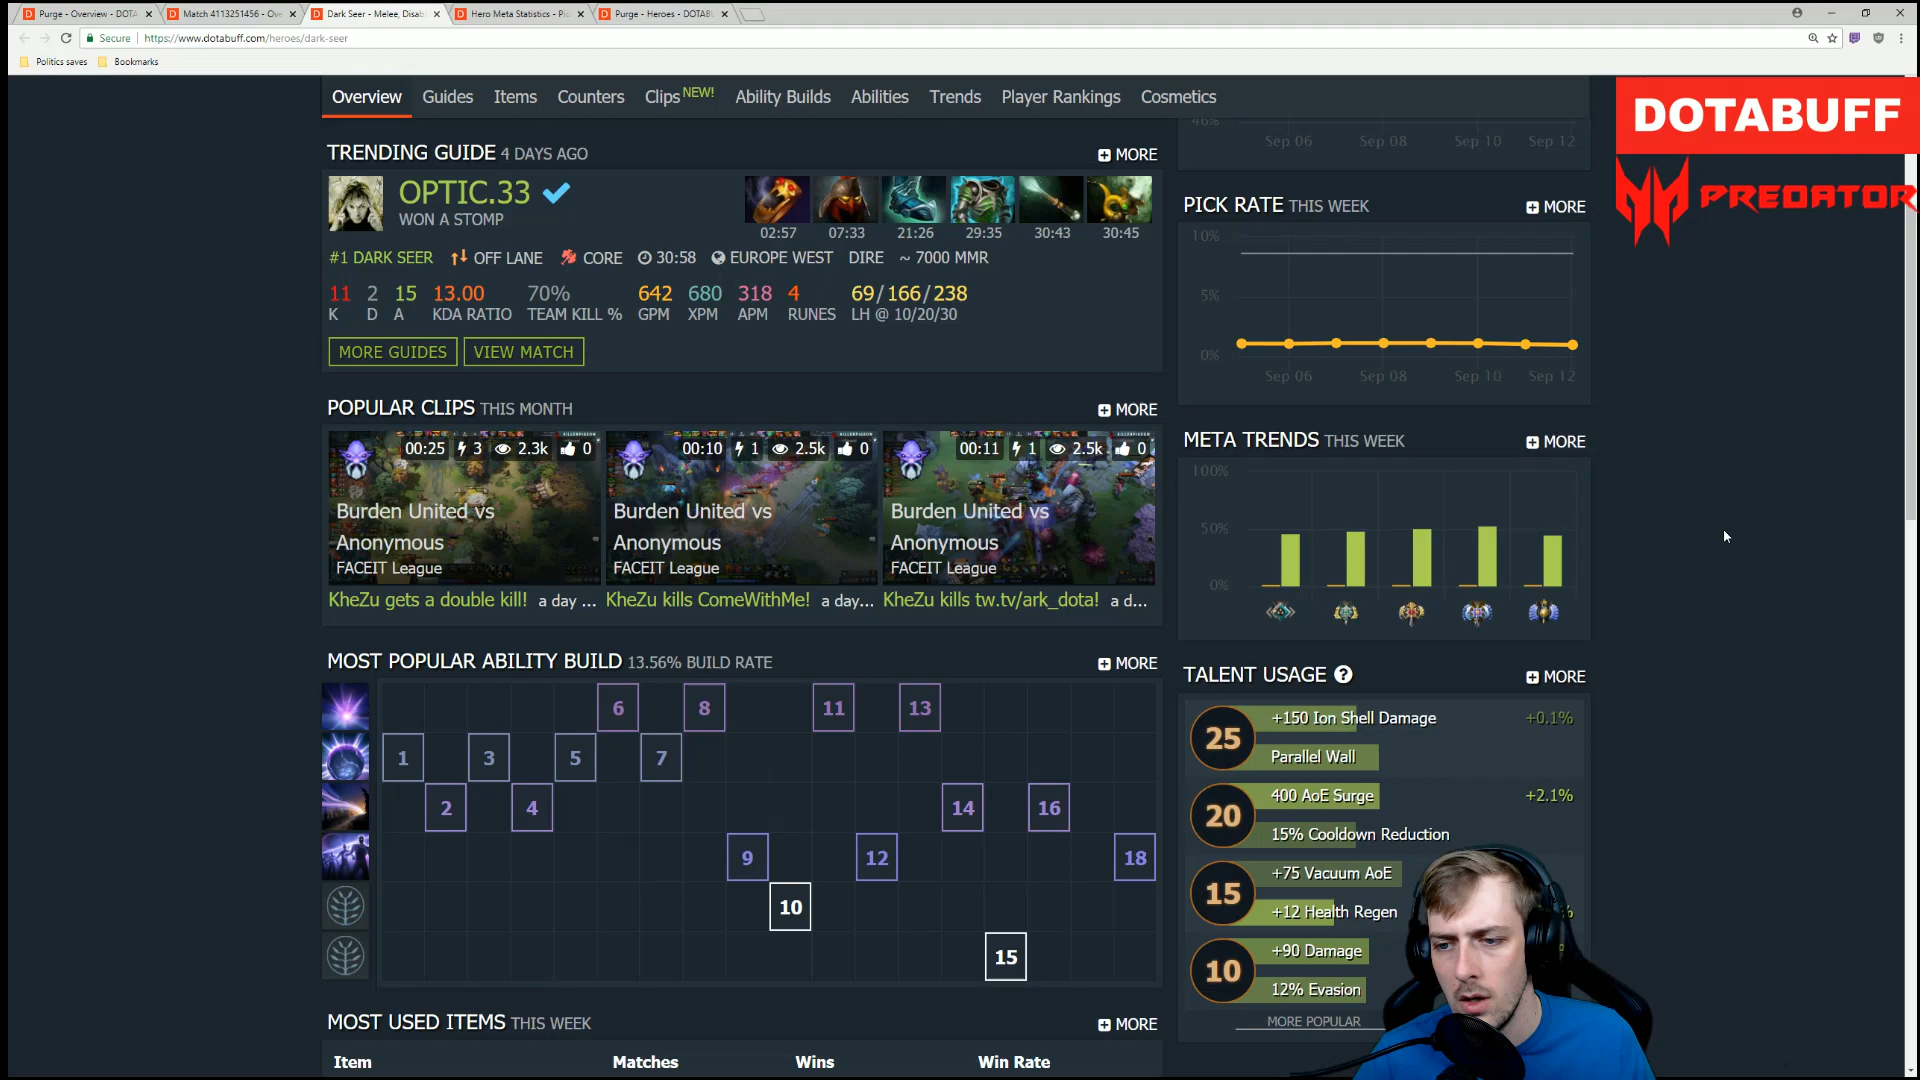 Purge - Overview - DOTA
Match 4113251456 - Ove
Dark Seer - Melee, Disab
Hero Meta Statistics - Pic
Purge - Heroes - DOTAB
Secure
https://www.dotabuff.com/heroes/dark-seer
Politics saves
Bookmarks
Overview Guides Items Counters Clips NEW! Ability Builds Abilities Trends Player Rankings Cosmetics
DOTABUFF
PREDATOR
TRENDING GUIDE 4 DAYS AGO
MORE
OPTIC.33
WON A STOMP
02:57 07:33 21:26 29:35 30:43 30:45
#1 DARK SEER OFF LANE CORE 30:58 EUROPE WEST DIRE ~ 7000 MMR
11 2 15 13.00 70% 642 680 318 4 69/166/238
K D A KDA RATIO TEAM KILL % GPM XPM APM RUNES LH @ 10/20/30
MORE GUIDES VIEW MATCH
POPULAR CLIPS THIS MONTH
MORE
00:25 3 2.3k 0
Burden United vs
Anonymous
FACEIT League
KheZu gets a double kill! a day ...
00:10 1 2.5k 0
Burden United vs
Anonymous
FACEIT League
KheZu kills ComeWithMe! a day...
00:11 1 2.5k 0
Burden United vs
Anonymous
FACEIT League
KheZu kills tw.tv/ark_dota! a d...
MOST POPULAR ABILITY BUILD 13.56% BUILD RATE
MORE
6 8 11 13
1 3 5 7
2 4 14 16
9 12 18
10
15
MOST USED ITEMS THIS WEEK
MORE
Item Matches Wins Win Rate
46%
Sep 06 Sep 08 Sep 10 Sep 12
PICK RATE THIS WEEK
MORE
10%
5%
0%
Sep 06 Sep 08 Sep 10 Sep 12
META TRENDS THIS WEEK
MORE
100%
50%
0%
TALENT USAGE ?
MORE
25
+150 Ion Shell Damage +0.1%
Parallel Wall
20
400 AoE Surge +2.1%
15% Cooldown Reduction
15
+75 Vacuum AoE
+12 Health Regen %
10
+90 Damage
12% Evasion
MORE POPULAR